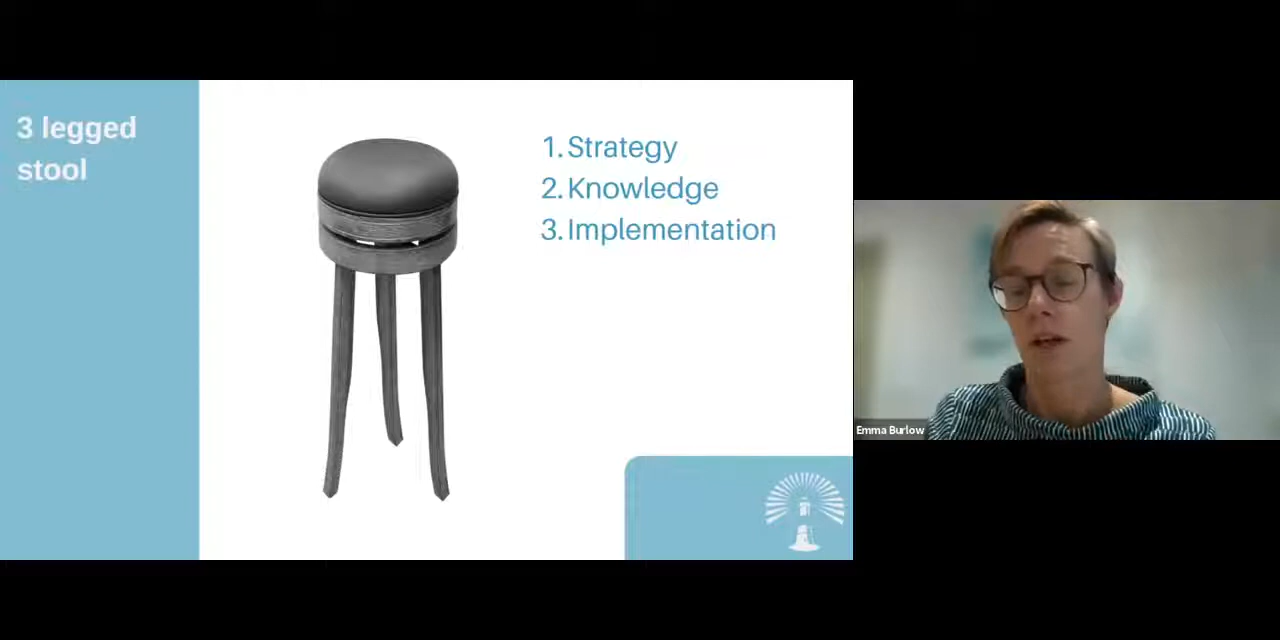 3 legged
stool
1. Strategy
2. Knowledge
3. Implementation
Emma Burlow